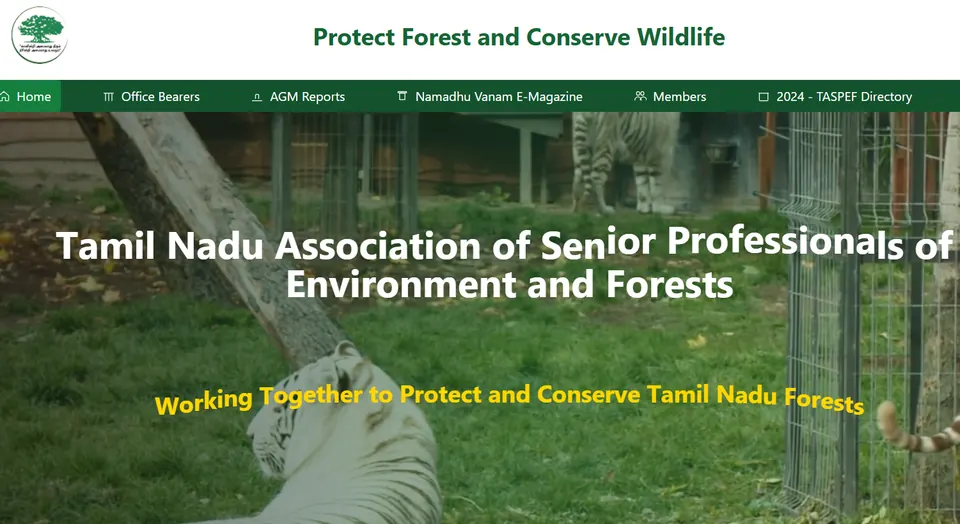 Protect Forest and Conserve Wildlife
Home
Office Bearers
AGM Reports
Namadhu Vanam E-Magazine
Members
2024 - TASPEF Directory
Tamil Nadu Association of Senior Professionals of
Environment and Forests
Working Together to Protect and Conserve Tamil Nadu Forests